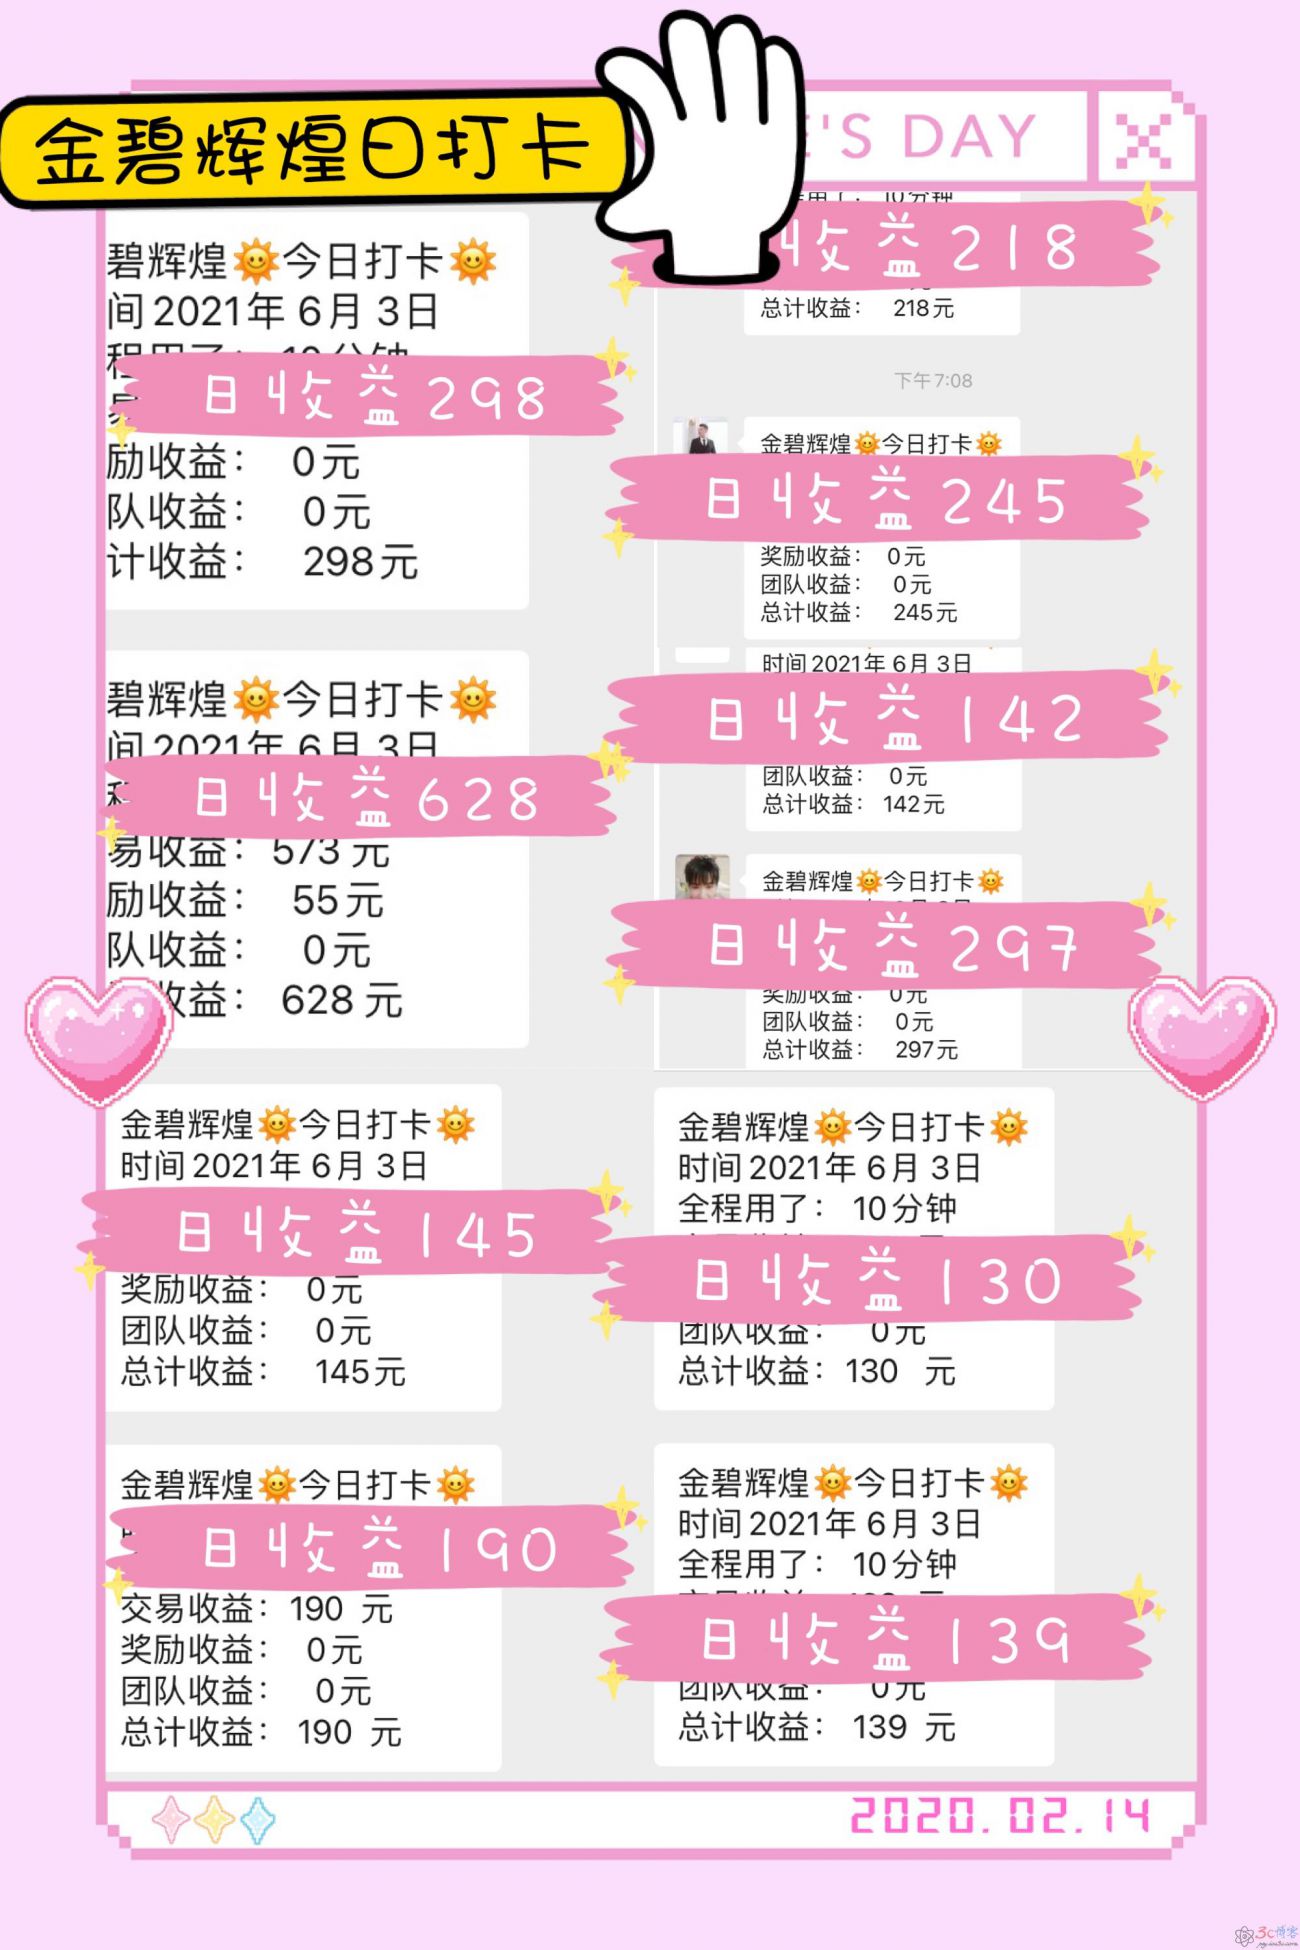 金碧辉煌日打卡
E'S DAY
碧辉煌🌞今日打卡🌞
间2021年 6月 3日
日收益298
励收益： 0元
队收益： 0元
计收益： 298元
碧辉煌🌞今日打卡🌞
间2021年 6月 3日
日收益628
易收益：573 元
励收益： 55元
队收益： 0元
收益： 628 元
收益218
总计收益： 218元
下午7:08
金碧辉煌🌞今日打卡🌞
日收益245
奖励收益： 0元
团队收益： 0元
总计收益： 245元
时间2021年 6月 3日
日收益142
团队收益： 0元
总计收益： 142元
金碧辉煌🌞今日打卡🌞
日收益297
奖励收益： 0元
团队收益： 0元
总计收益： 297元
金碧辉煌🌞今日打卡🌞
时间2021年 6月 3日
日收益145
奖励收益： 0元
团队收益： 0元
总计收益： 145元
金碧辉煌🌞今日打卡🌞
时间2021年 6月 3日
全程用了： 10分钟
日收益130
团队收益： 0元
总计收益：130 元
金碧辉煌🌞今日打卡🌞
日收益190
交易收益：190 元
奖励收益： 0元
团队收益： 0元
总计收益： 190 元
金碧辉煌🌞今日打卡🌞
时间2021年 6月 3日
全程用了： 10分钟
日收益139
团队收益： 0元
总计收益： 139 元
2020.02.14
3c博客